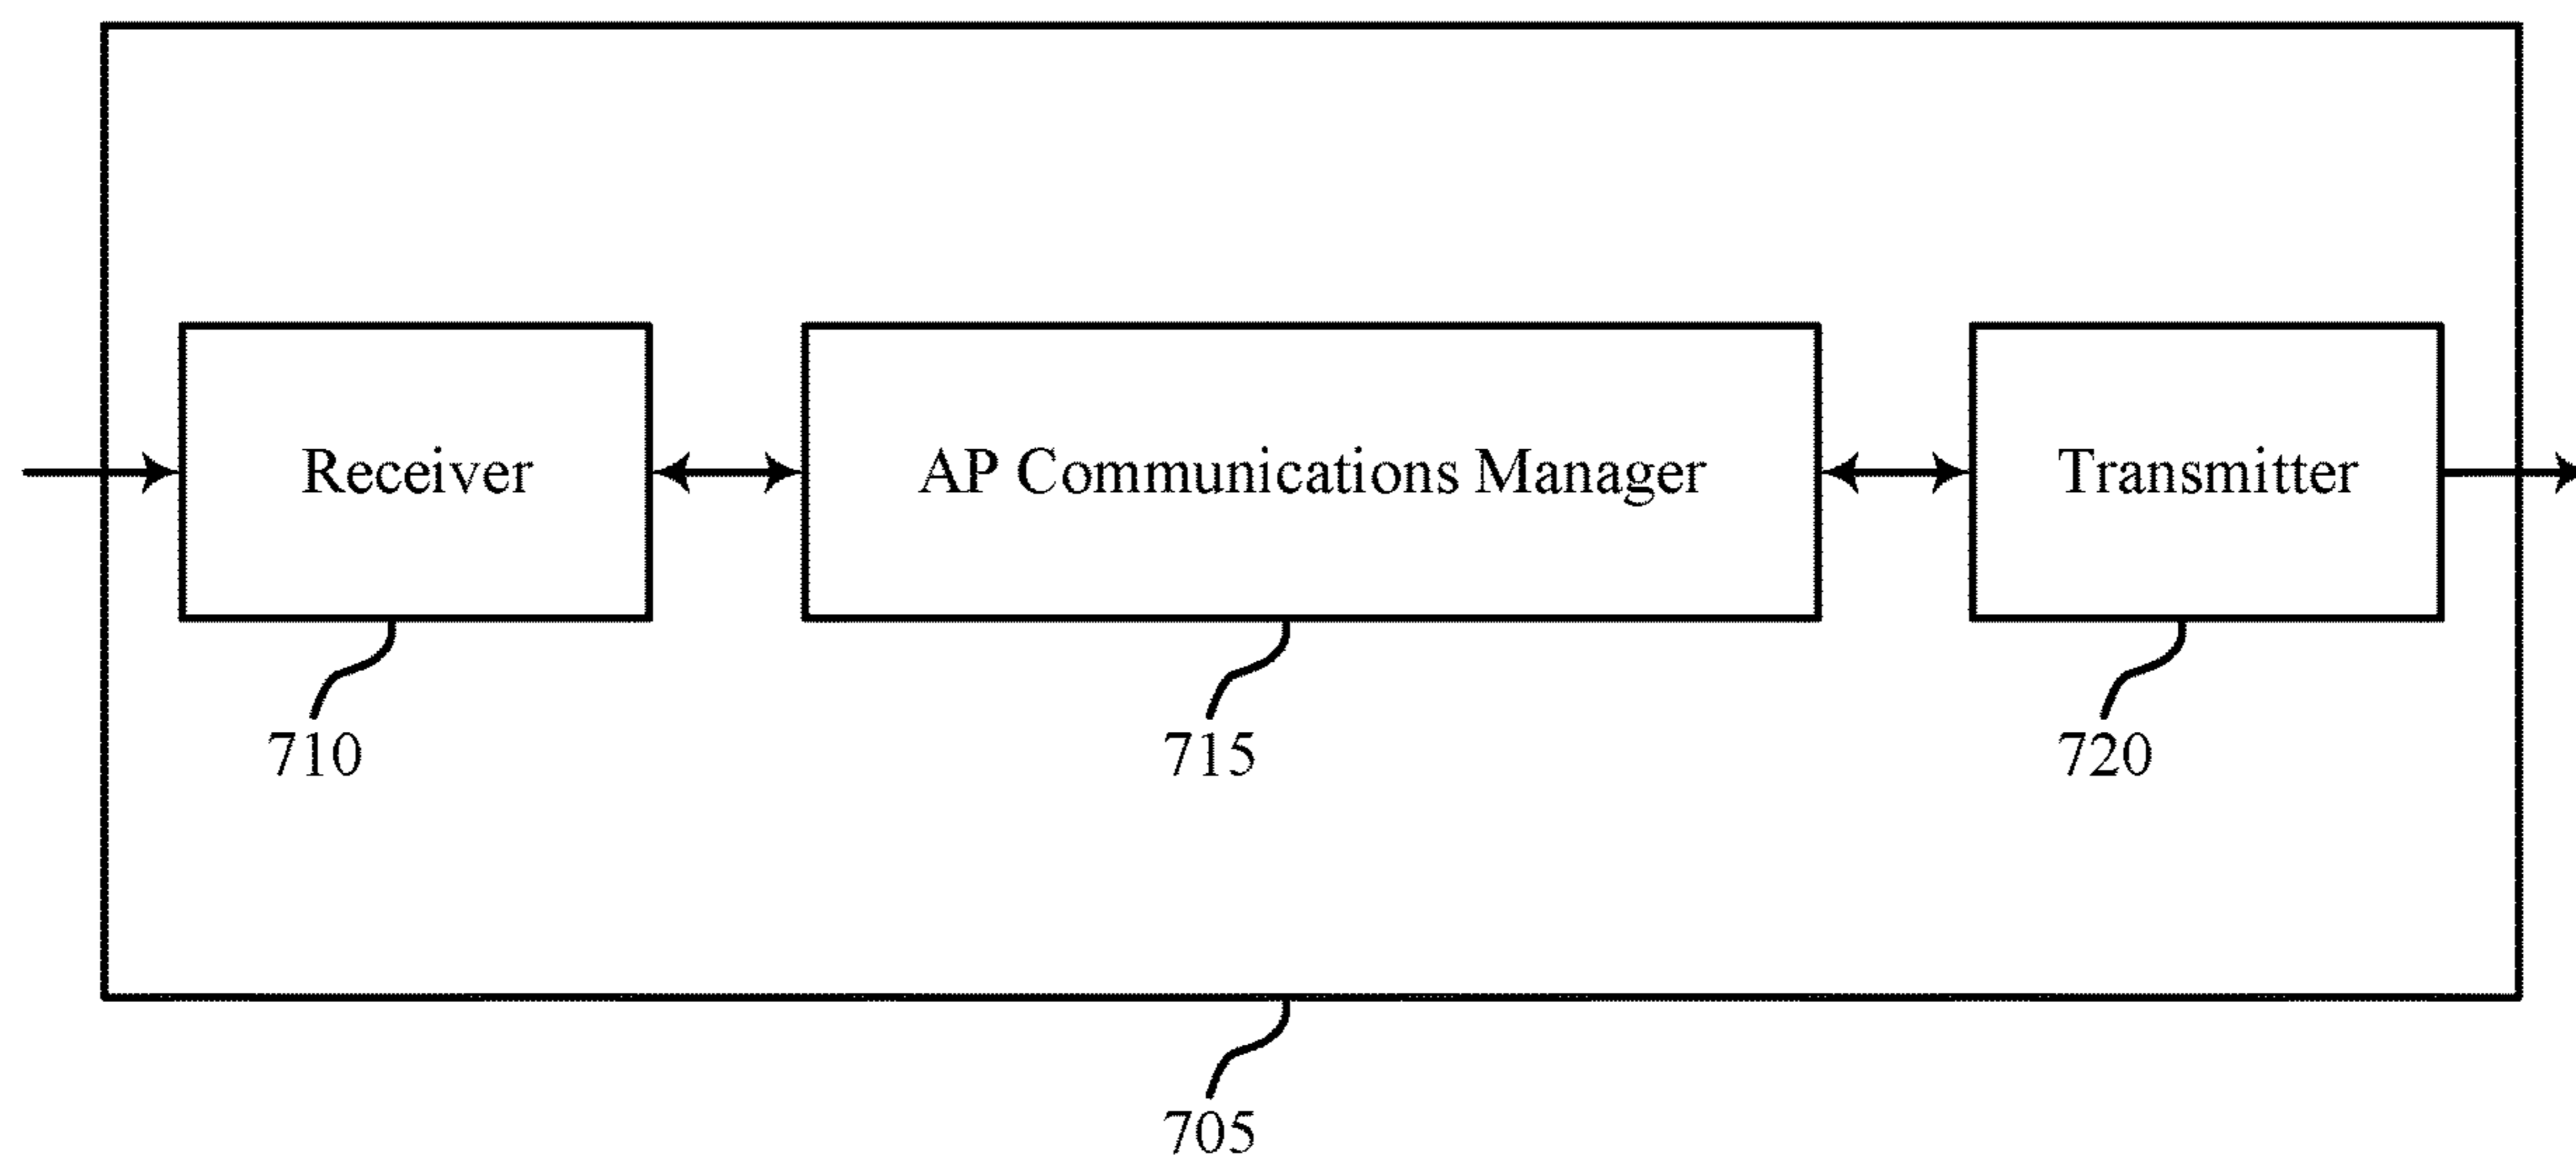 Receiver
AP Communications Manager
Transmitter
710
715
720
705